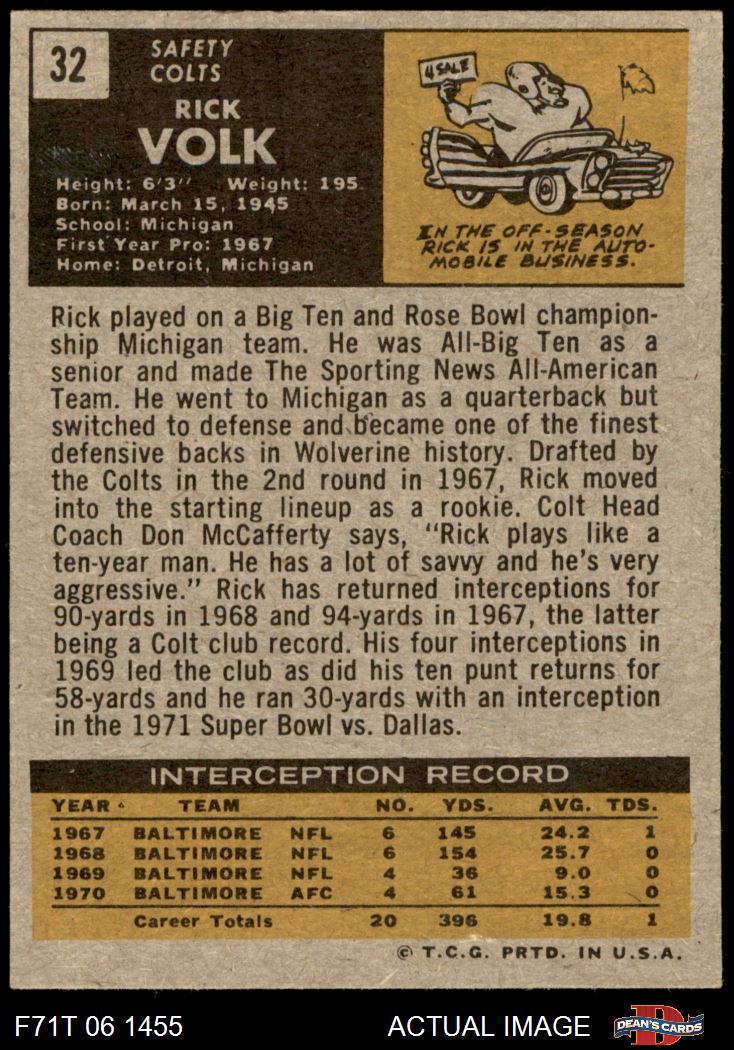 32
SAFETY
COLTS
RICK
VOLK
Height: 6'3" Weight: 195
Born: March 15, 1945
School: Michigan
First Year Pro: 1967
Home: Detroit, Michigan
4 SALE
IN THE OFF-SEASON
RICK IS IN THE AUTO-
MOBILE BUSINESS.
Rick played on a Big Ten and Rose Bowl champion-
ship Michigan team. He was All-Big Ten as a
senior and made The Sporting News All-American
Team. He went to Michigan as a quarterback but
switched to defense and became one of the finest
defensive backs in Wolverine history. Drafted by
the Colts in the 2nd round in 1967, Rick moved
into the starting lineup as a rookie. Colt Head
Coach Don McCafferty says, "Rick plays like a
ten-year man. He has a lot of savvy and he's very
aggressive." Rick has returned interceptions for
90-yards in 1968 and 94-yards in 1967, the latter
being a Colt club record. His four interceptions in
1969 led the club as did his ten punt returns for
58-yards and he ran 30-yards with an interception
in the 1971 Super Bowl vs. Dallas.
INTERCEPTION RECORD
YEAR TEAM NO. YDS. AVG. TDS.
1967 BALTIMORE NFL 6 145 24.2 1
1968 BALTIMORE NFL 6 154 25.7 0
1969 BALTIMORE NFL 4 36 9.0 0
1970 BALTIMORE AFC 4 61 15.3 0
Career Totals 20 396 19.8 1
© T.C.G. PRTD. IN U.S.A.
F71T 06 1455 ACTUAL IMAGE DEAN'S CARDS